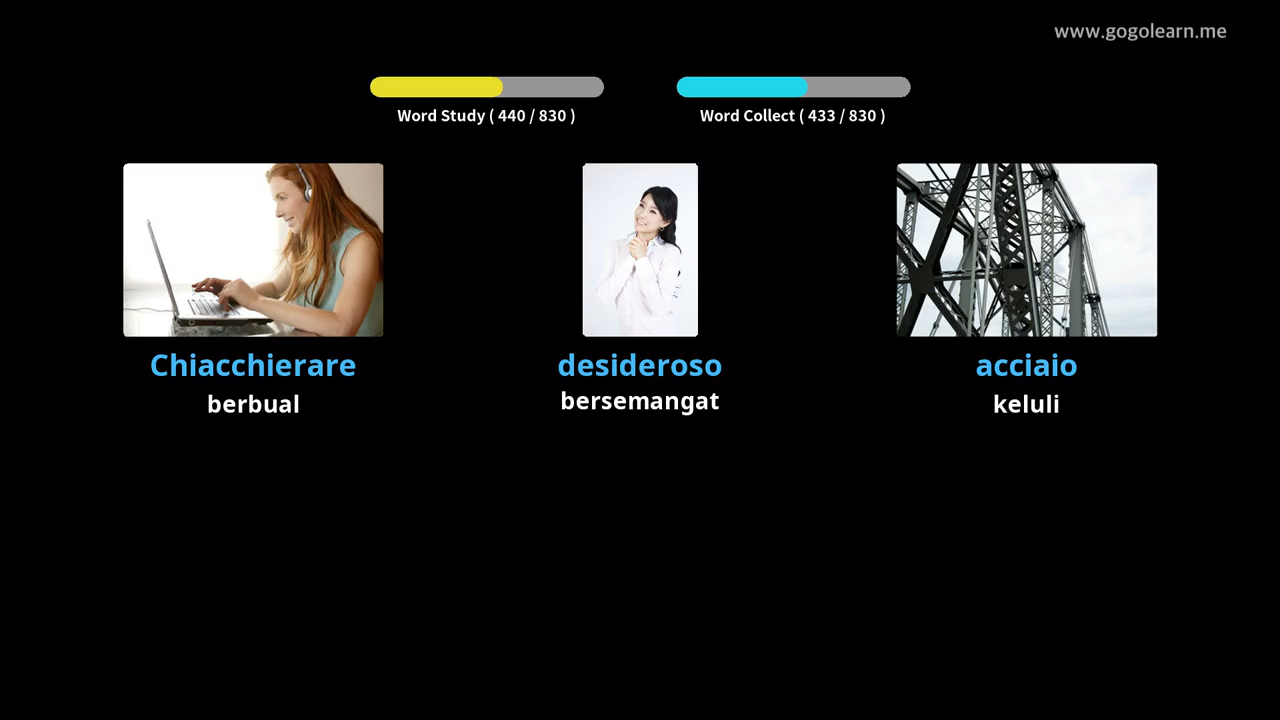 www.gogolearn.me
Word Study ( 440 / 830 )
Word Collect ( 433 / 830 )
Chiacchierare
berbual
desideroso
bersemangat
acciaio
keluli